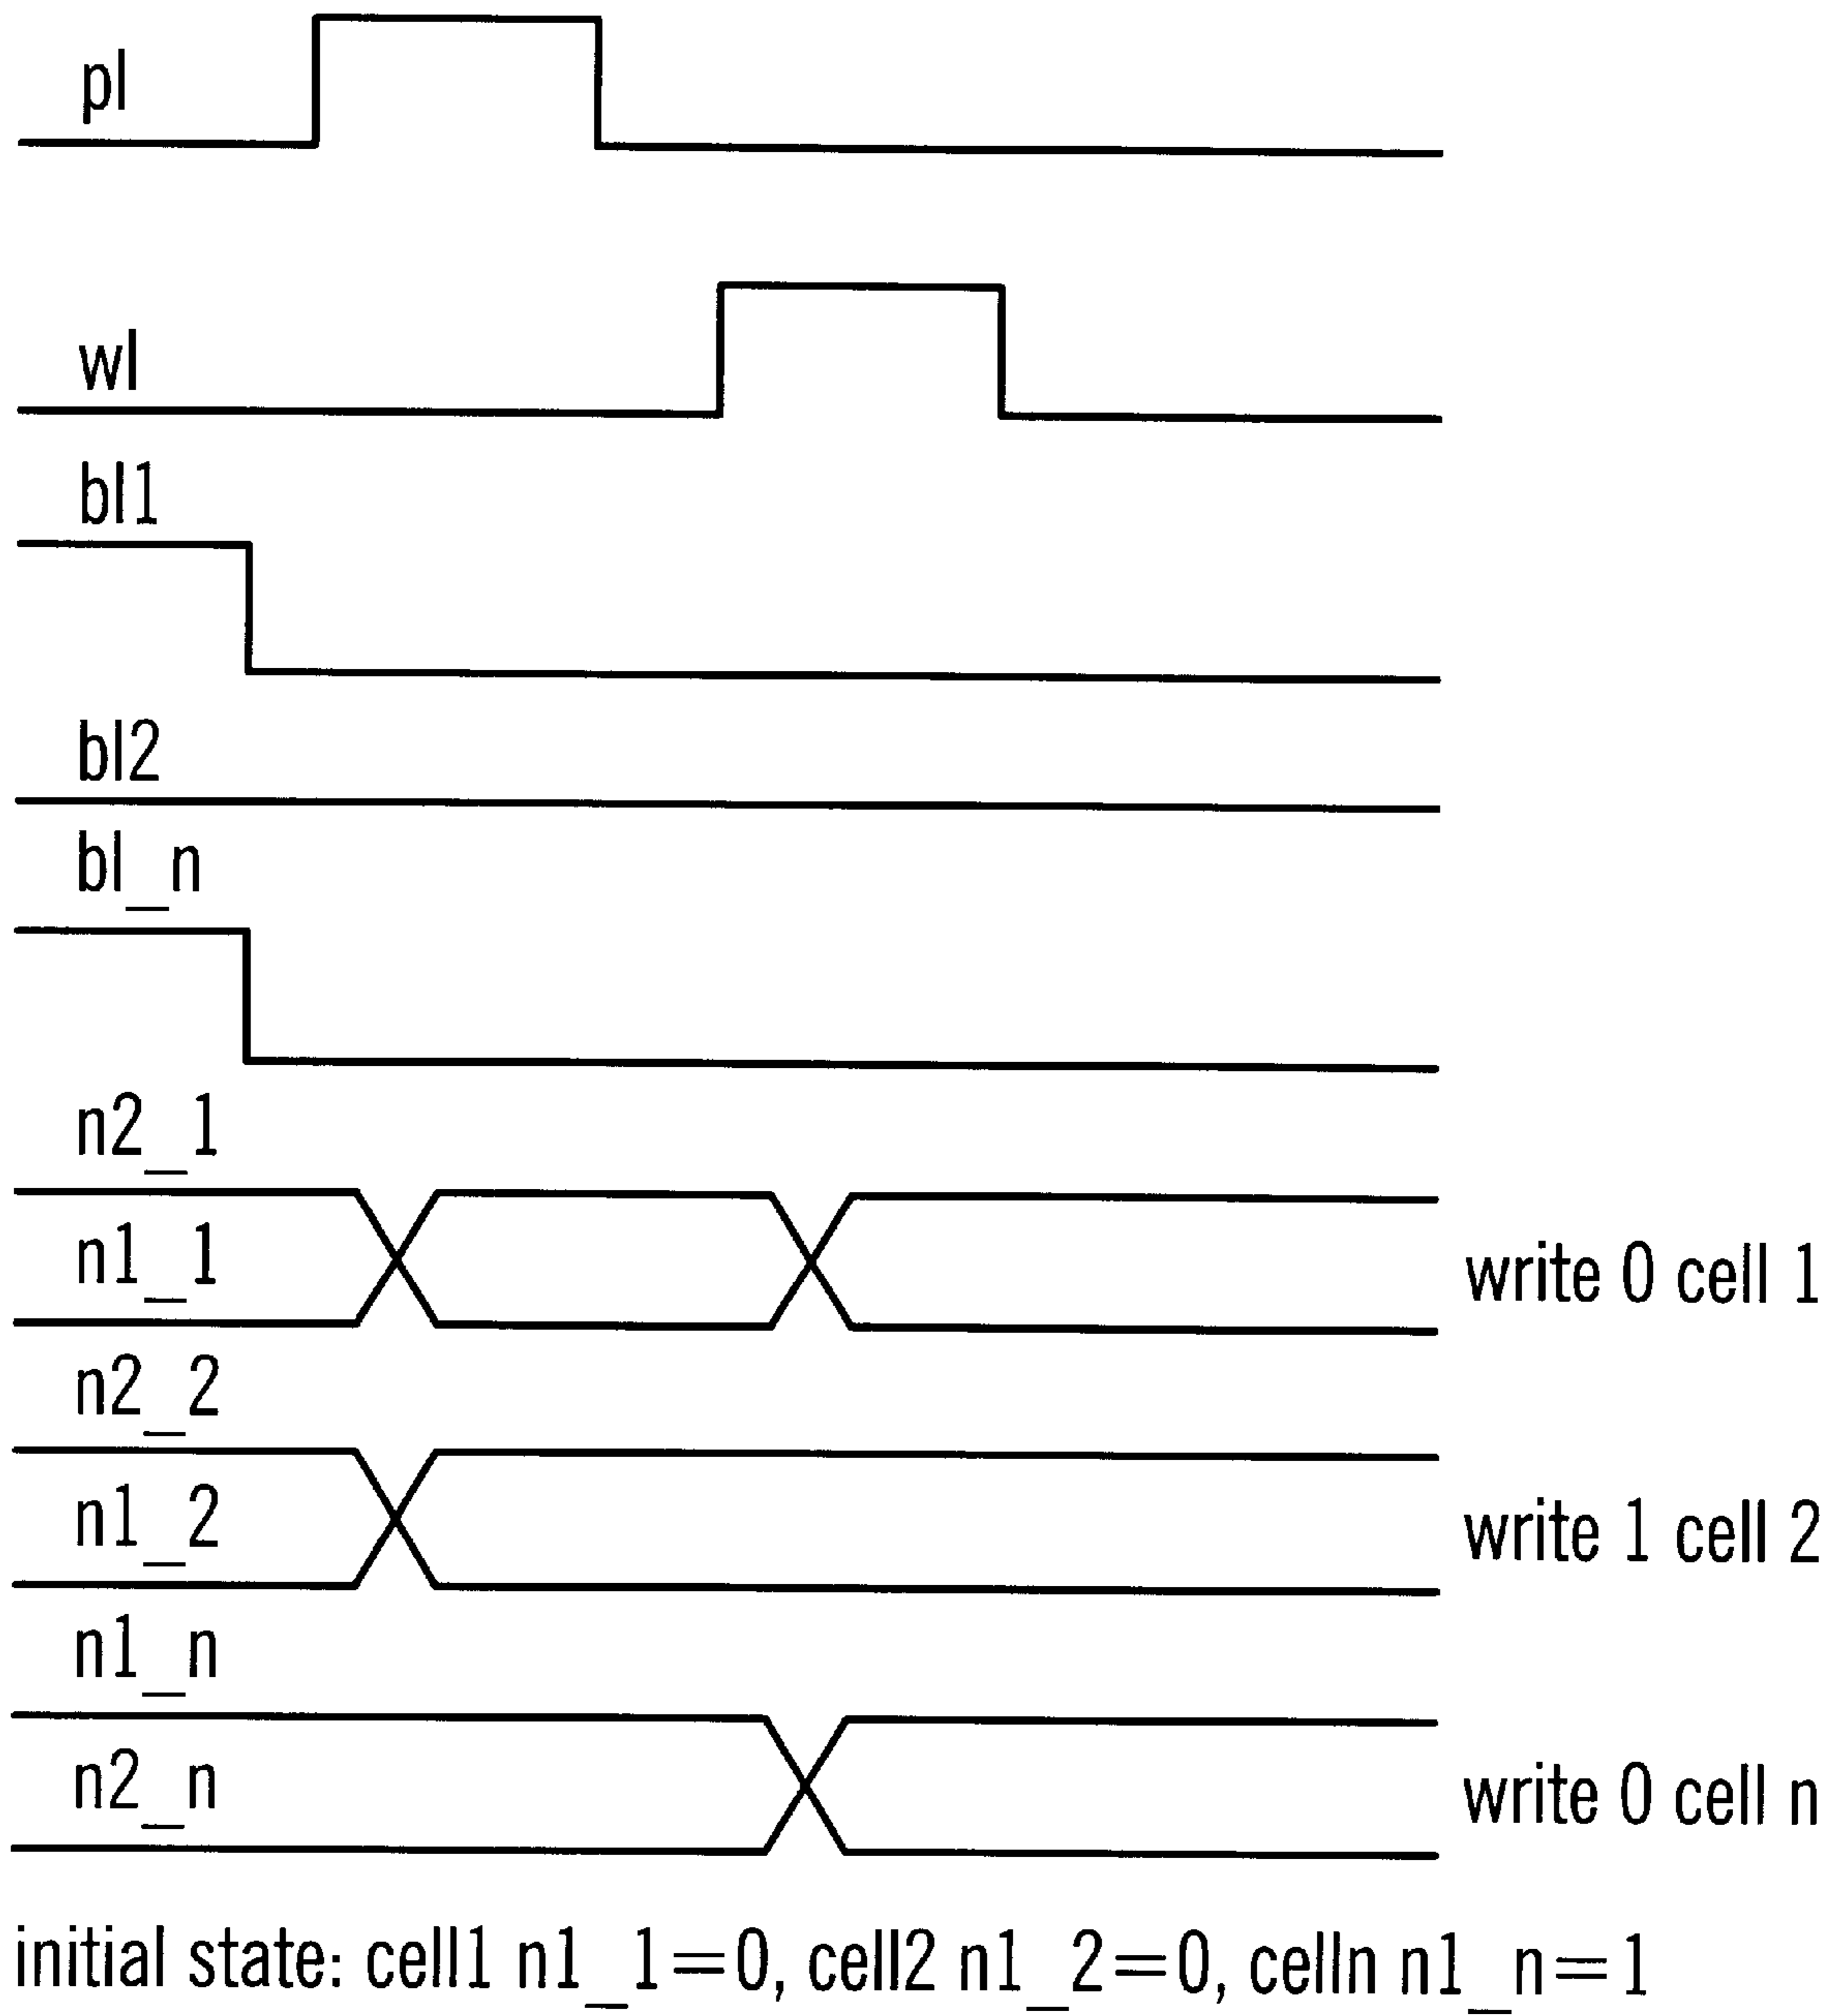 pl
wl
bl1
bl2
bl_n
n2_1
n1_1
write 0 cell 1
n2_2
n1_2
write 1 cell 2
n1_n
n2_n
write 0 cell n
initial state: cell1 n1_1=0, cell2 n1_2=0, celln n1_n=1